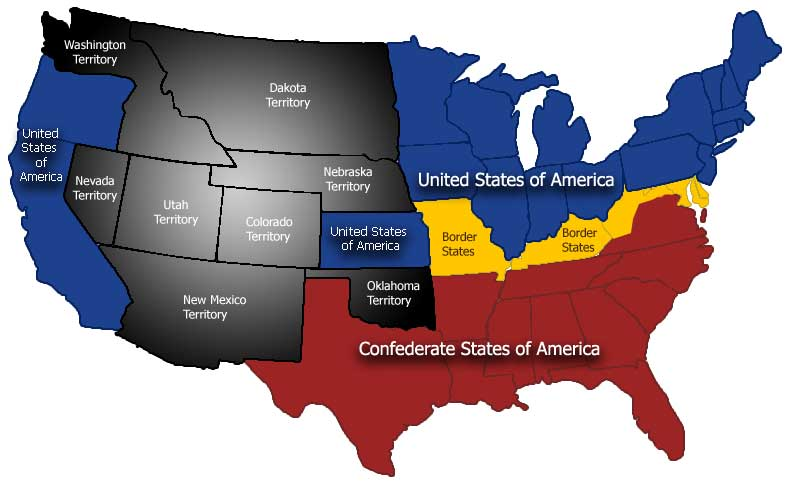 Washington
Territory
Dakota
Territory
United
States
of
America
Nebraska
Territory
United States of America
Nevada
Territory
Utah
Territory
Colorado
Territory
United States
of America
Border
States
Border
States
Oklahoma
Territory
New Mexico
Territory
Confederate States of America